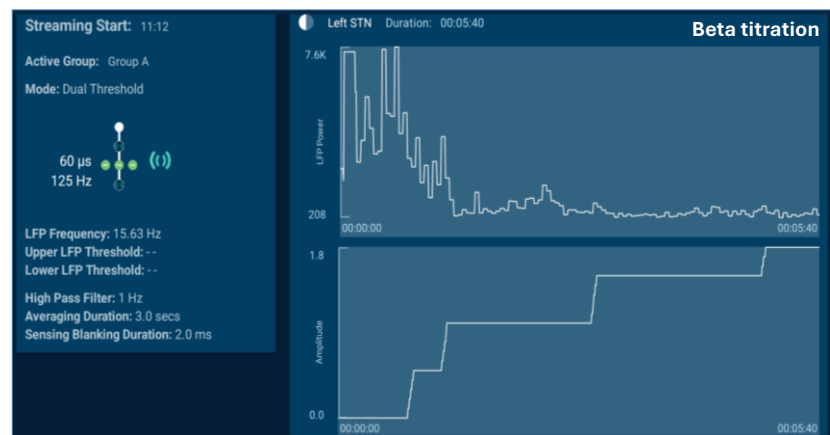 Streaming Start: 11:12
Active Group: Group A
Mode: Dual Threshold
60 µs
125 Hz
LFP Frequency: 15.63 Hz
Upper LFP Threshold: - -
Lower LFP Threshold: - -
High Pass Filter: 1 Hz
Averaging Duration: 3.0 secs
Sensing Blanking Duration: 2.0 ms
Left STN Duration: 00:05:40
Beta titration
7.6K
LFP Power
208
00:00:00 00:05:40
1.8
Amplitude
0.0
00:00:00 00:05:40